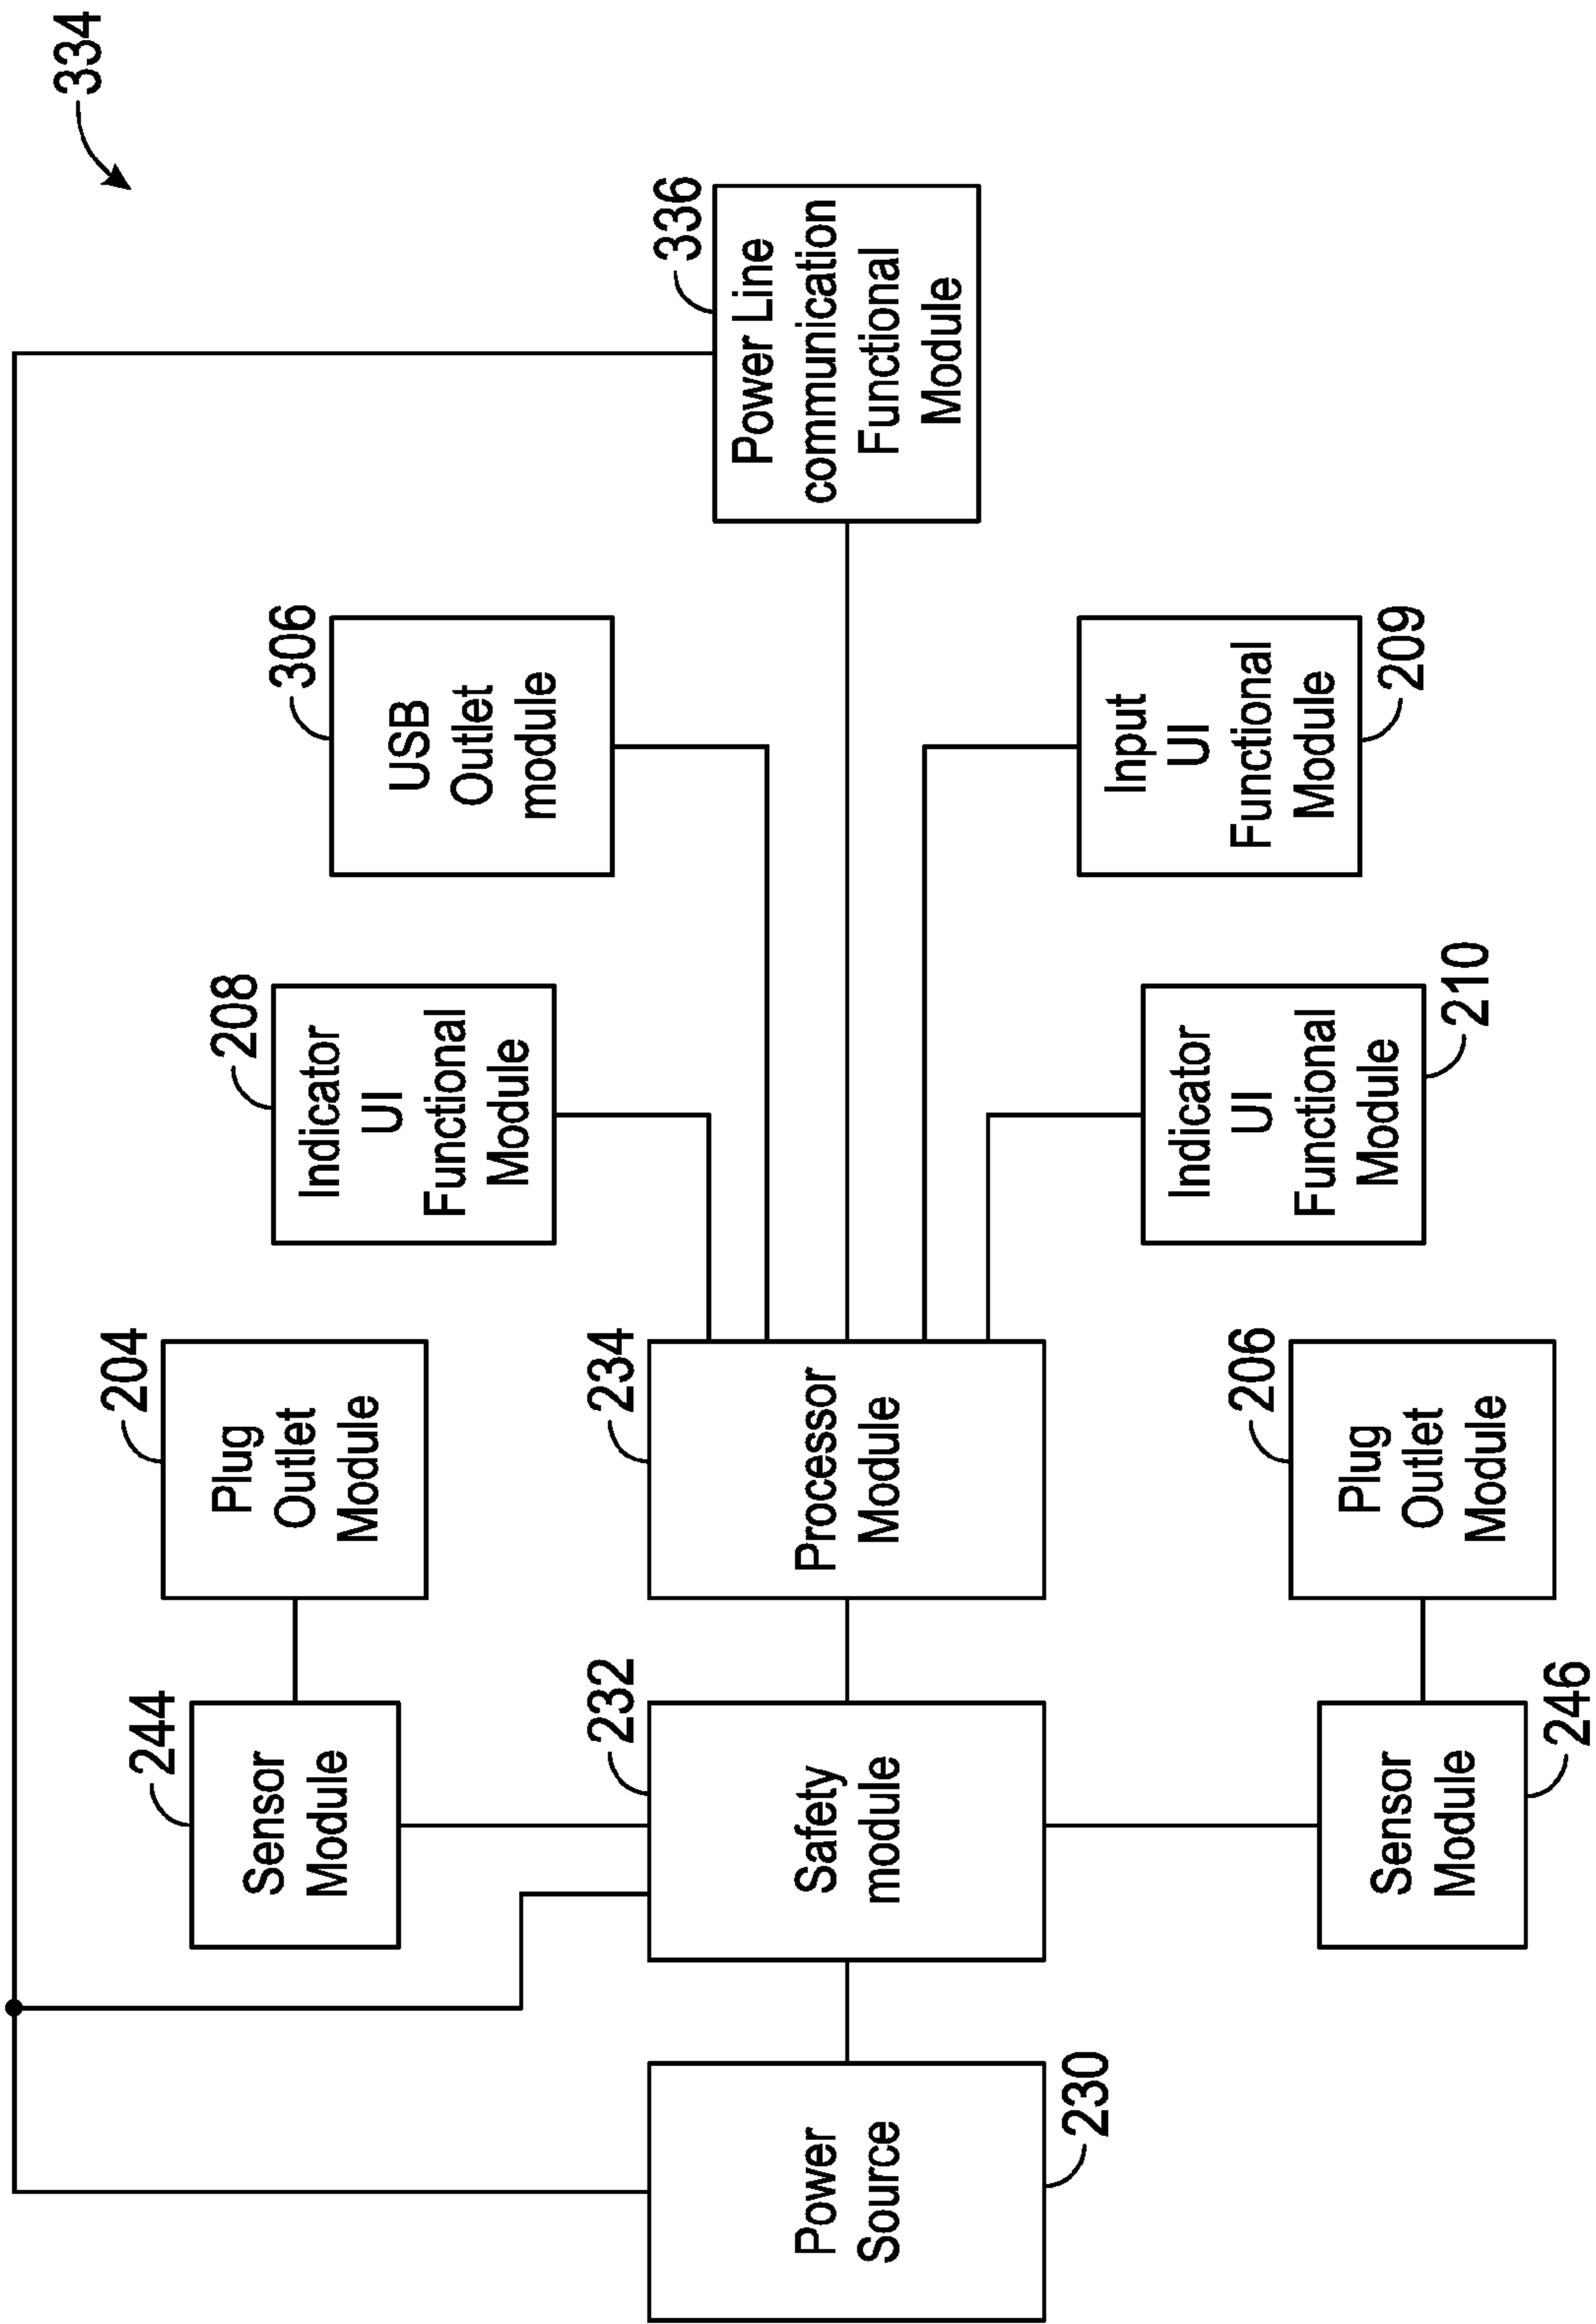 334
244
Sensor
Module
204
Plug
Outlet
Module
208
Indicator
UI
Functional
Module
306
USB
Outlet
module
336
Power Line
communication
Functional
Module
Power
Source
230
232
Safety
module
234
Processor
Module
Sensor
Module
246
206
Plug
Outlet
Module
Indicator
UI
Functional
Module
210
Input
UI
Functional
Module
209